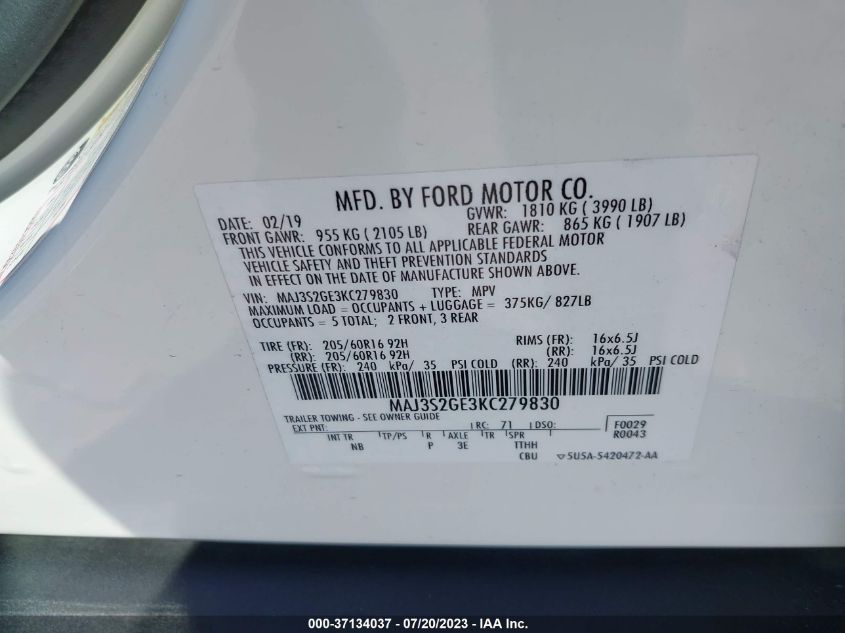 MFD. BY FORD MOTOR CO.
DATE: 02/19 GVWR: 1810 KG ( 3990 LB)
FRONT GAWR: 955 KG ( 2105 LB) REAR GAWR: 865 KG ( 1907 LB)
THIS VEHICLE CONFORMS TO ALL APPLICABLE FEDERAL MOTOR
VEHICLE SAFETY AND THEFT PREVENTION STANDARDS
IN EFFECT ON THE DATE OF MANUFACTURE SHOWN ABOVE.
VIN: MAJ3S2GE3KC279830 TYPE: MPV
MAXIMUM LOAD = OCCUPANTS + LUGGAGE = 375KG/ 827LB
OCCUPANTS = 5 TOTAL; 2 FRONT, 3 REAR
TIRE (FR): 205/60R16 92H RIMS (FR): 16x6.5J
(RR): 205/60R16 92H (RR): 16x6.5J
PRESSURE (FR): 240 kPa/ 35 PSI COLD (RR): 240 kPa/ 35 PSI COLD
MAJ3S2GE3KC279830
TRAILER TOWING - SEE OWNER GUIDE
EXT PNT: RC: 71 DSO: F0029
INT TR TP/PS R AXLE TR SPR R0043
NB P 3E TTHH
CBU 5U5A-5420472-AA
000-37134037 - 07/20/2023 - IAA Inc.